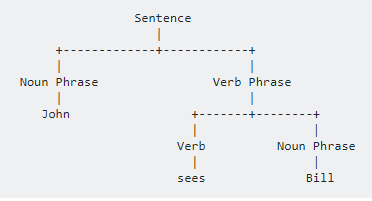 Sentence
Noun Phrase Verb Phrase
John
Verb Noun Phrase
sees Bill